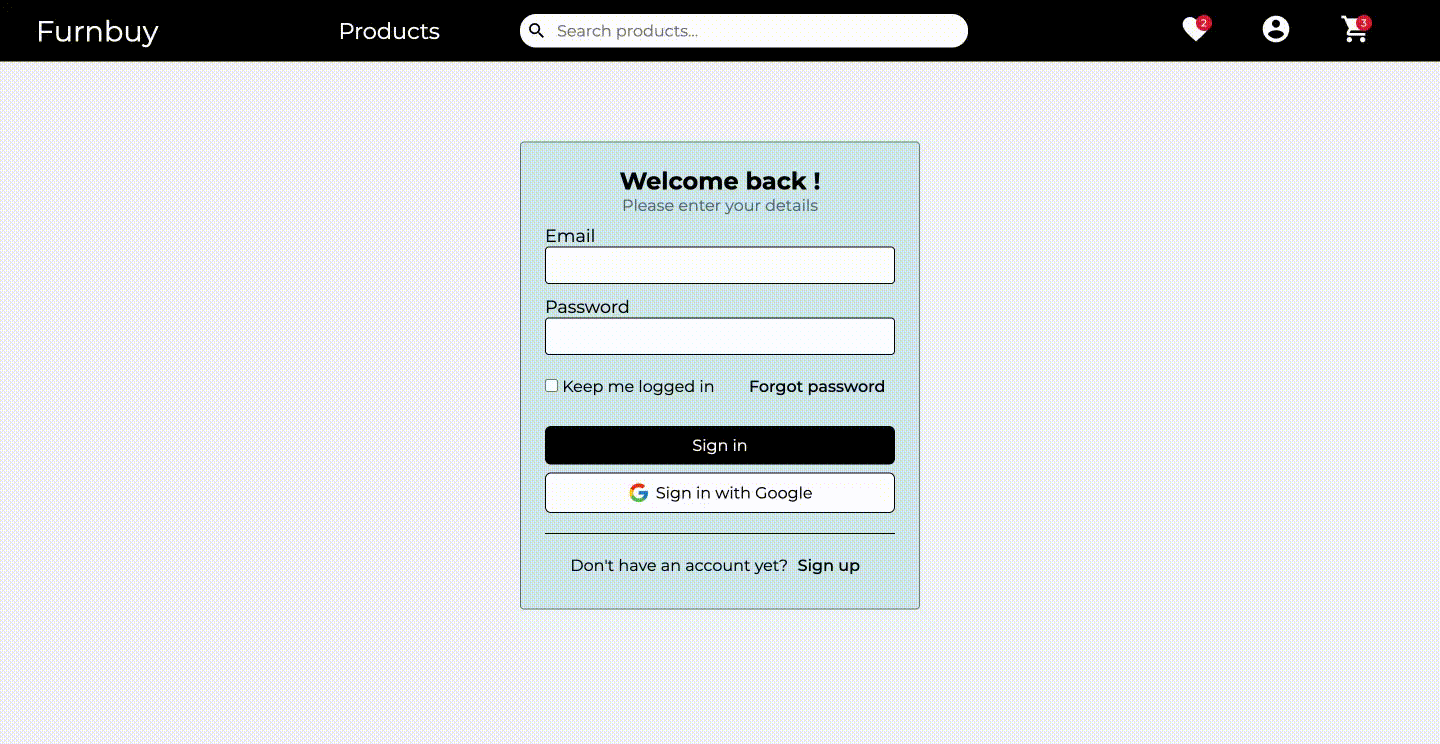 Furnbuy Products Search products... 2 3
Welcome back !
Please enter your details
Email
Password
Keep me logged in Forgot password
Sign in
Sign in with Google
Don't have an account yet? Sign up